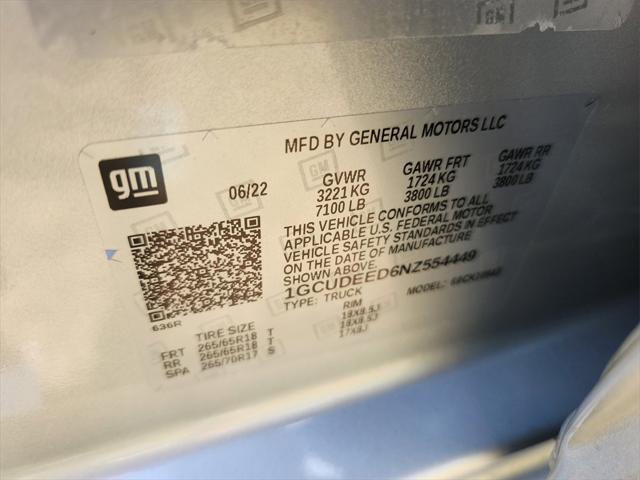 MFD BY GENERAL MOTORS LLC
gm
06/22
GVWR
3221 KG
7100 LB
GAWR FRT
1724 KG
3800 LB
GAWR RR
1724 KG
3800 LB
THIS VEHICLE CONFORMS TO ALL
APPLICABLE U.S. FEDERAL MOTOR
VEHICLE SAFETY STANDARDS IN EFFECT
ON THE DATE OF MANUFACTURE
SHOWN ABOVE.
1GCUDEED6NZ554449
TYPE: TRUCK
MODEL:
636R
TIRE SIZE
RIM
FRT 265/65R18 T 18X8.5J
RR 265/65R18 T 18X8.5J
SPA 265/70R17 S 17X8J